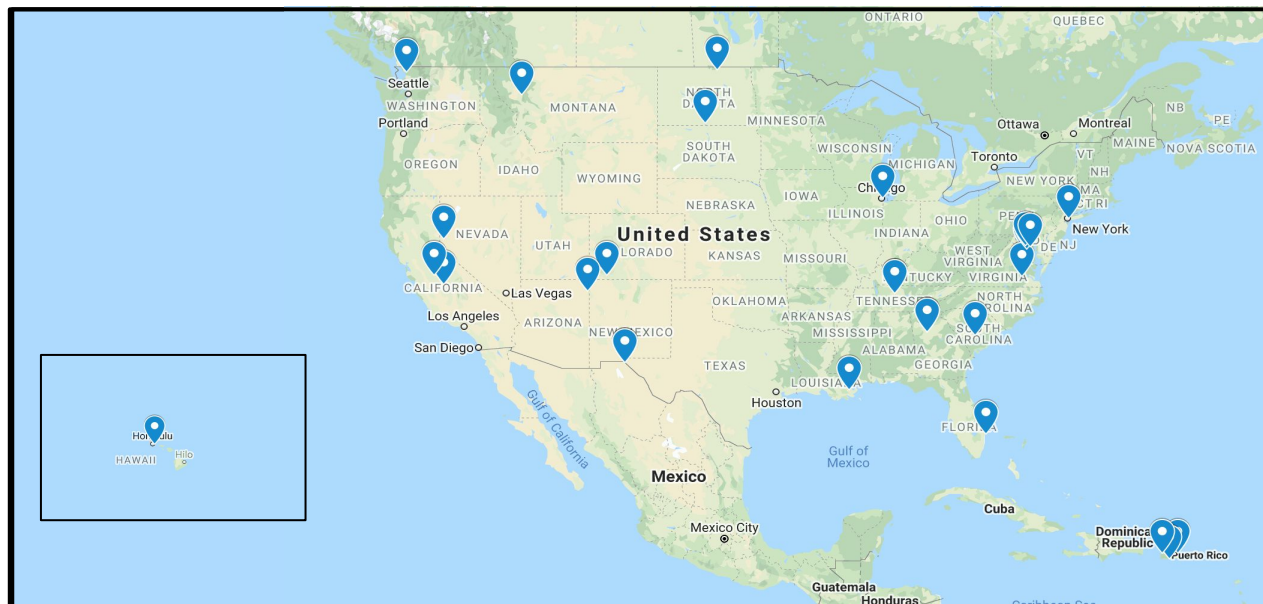 ONTARIO
QUEBEC
Seattle
WASHINGTON
MONTANA
NORTH
DAKOTA
MINNESOTA
Ottawa
Montreal
NB
PE
NOVA SCOTIA
MAINE
Portland
OREGON
IDAHO
WYOMING
SOUTH
DAKOTA
WISCONSIN
MICHIGAN
Toronto
VT
NH
NEW YORK
MA
CT RI
Chicago
IOWA
NEBRASKA
ILLINOIS
INDIANA
OHIO
New York
NEVADA
UTAH
COLORADO
United States
KANSAS
MISSOURI
WEST
VIRGINIA
DE
NJ
VIRGINIA
CALIFORNIA
Las Vegas
OKLAHOMA
TENNESSEE
NORTH
CAROLINA
Los Angeles
ARIZONA
NEW MEXICO
ARKANSAS
MISSISSIPPI
SOUTH
CAROLINA
San Diego
TEXAS
ALABAMA
GEORGIA
LOUISIANA
Houston
Gulf of California
FLORIDA
Gulf of
Mexico
HAWAII
Hilo
Mexico
Cuba
Mexico City
Dominican
Republic
Puerto Rico
Guatemala
Honduras
Caribbean Sea